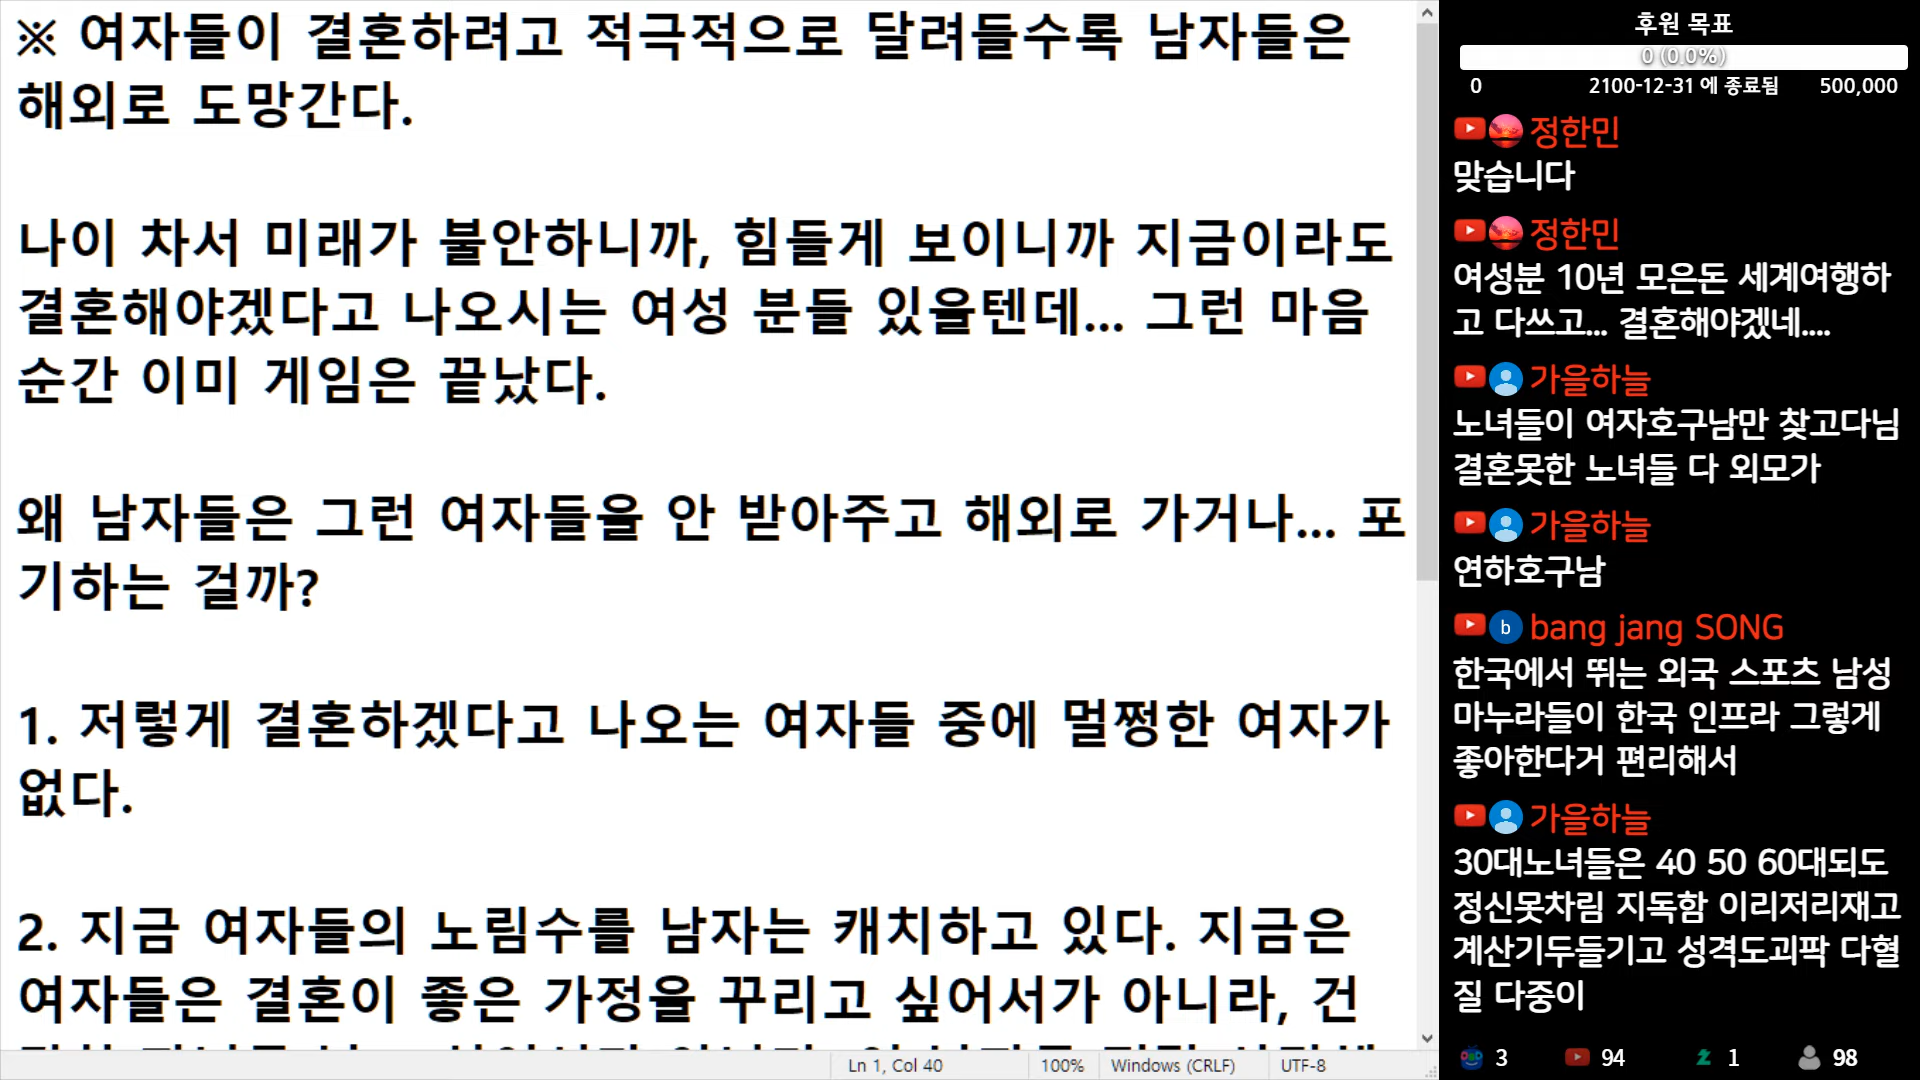 ※ 여자들이 결혼하려고 적극적으로 달려들수록 남자들은
해외로 도망간다.
나이 차서 미래가 불안하니까, 힘들게 보이니까 지금이라도
결혼해야겠다고 나오시는 여성 분들 있을텐데... 그런 마음
순간 이미 게임은 끝났다.
왜 남자들은 그런 여자들을 안 받아주고 해외로 가거나... 포
기하는 걸까?
1. 저렇게 결혼하겠다고 나오는 여자들 중에 멀쩡한 여자가
없다.
2. 지금 여자들의 노림수를 남자는 캐치하고 있다. 지금은
여자들은 결혼이 좋은 가정을 꾸리고 싶어서가 아니라, 건
Ln 1, Col 40
100%
Windows (CRLF)
UTF-8
후원 목표
0 (0.0%)
0 2100-12-31 에 종료됨 500,000
정한민
맞습니다
정한민
여성분 10년 모은돈 세계여행하
고 다쓰고... 결혼해야겠네....
가을하늘
노녀들이 여자호구남만 찾고다님
결혼못한 노녀들 다 외모가
가을하늘
연하호구남
b bang jang SONG
한국에서 뛰는 외국 스포츠 남성
마누라들이 한국 인프라 그렇게
좋아한다거 편리해서
가을하늘
30대노녀들은 40 50 60대되도
정신못차림 지독함 이리저리재고
계산기두들기고 성격도괴팍 다혈
질 다중이
3 94 1 98